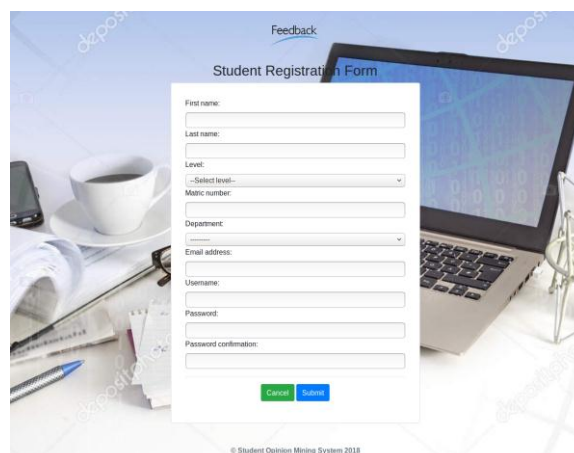 Feedback
Student Registration Form
First name:
Last name:
Level:
--Select level--
Matric number:
Department:
---------
Email address:
Username:
Password:
Password confirmation:
Cancel Submit
© Student Opinion Mining System 2018